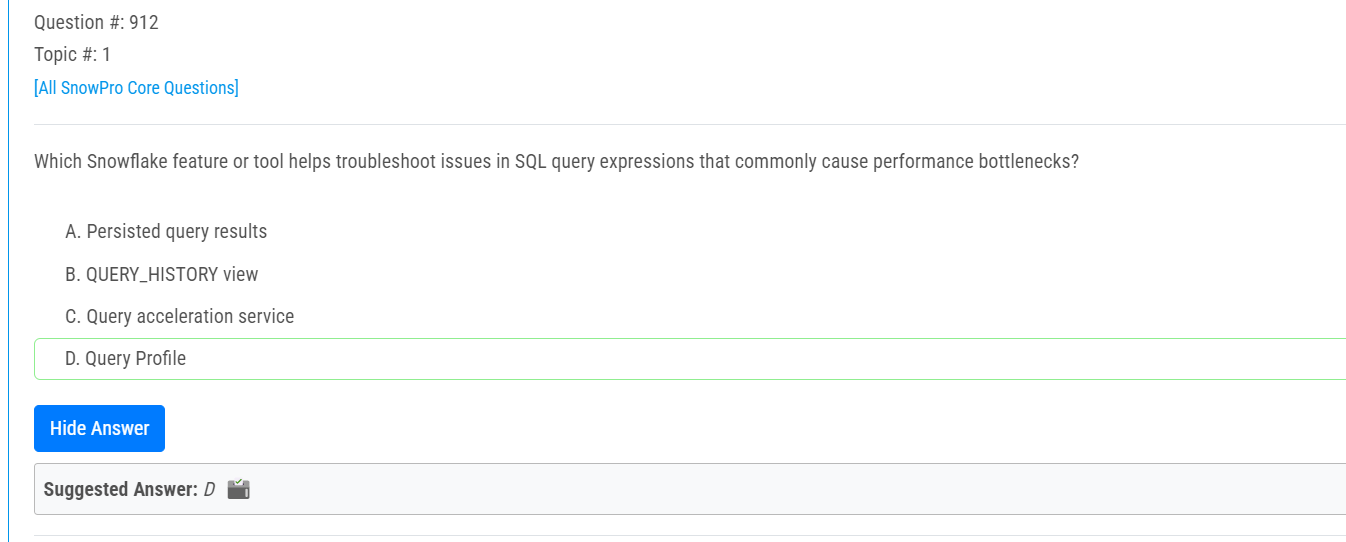 Question #: 912
Topic #: 1
[All SnowPro Core Questions]
Which Snowflake feature or tool helps troubleshoot issues in SQL query expressions that commonly cause performance bottlenecks?
A. Persisted query results
B. QUERY_HISTORY view
C. Query acceleration service
D. Query Profile
Hide Answer
Suggested Answer: D